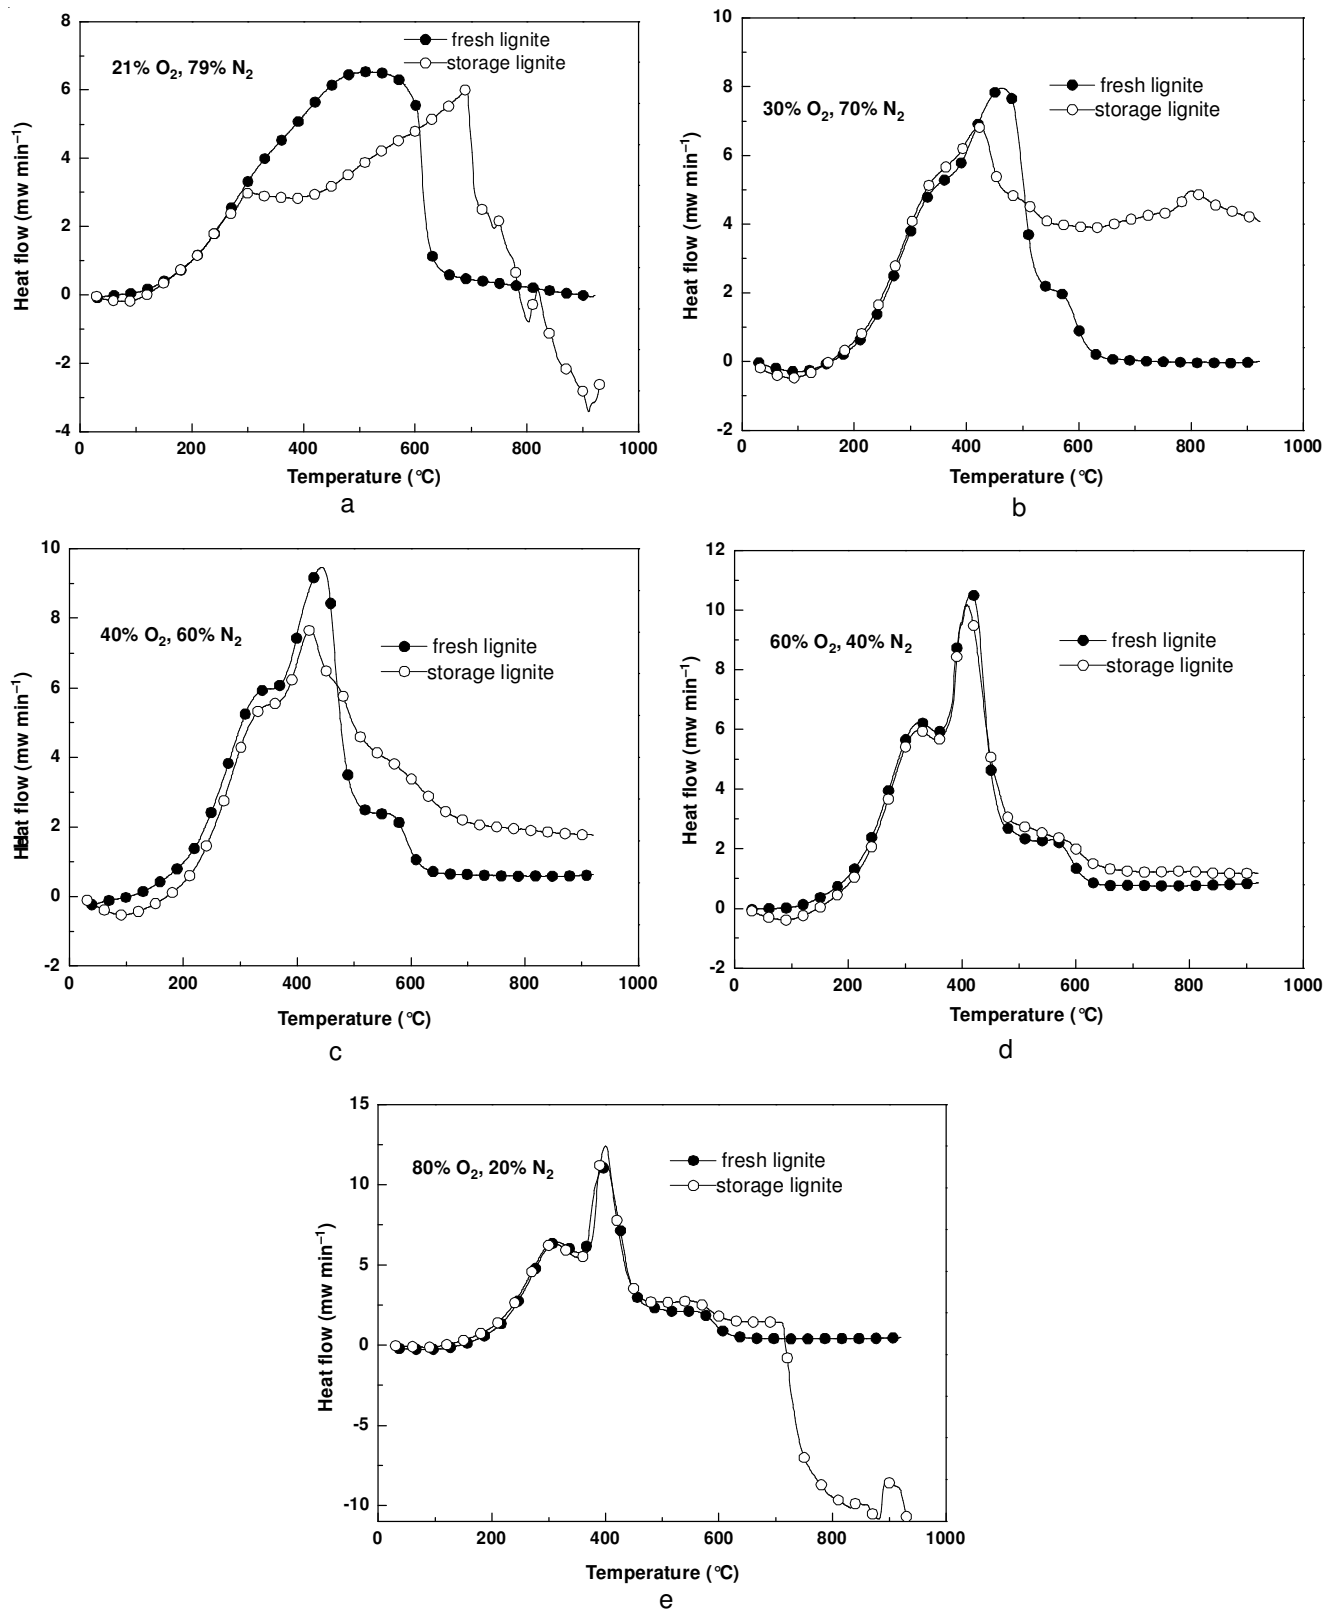 8
6
4
2
0
-2
-4
0
200
400
600
800
1000
21% O₂, 79% N₂
fresh lignite
storage lignite
Heat flow (mw min⁻¹)
Temperature (°C)
a
10
8
6
4
2
0
-2
0
200
400
600
800
1000
30% O₂, 70% N₂
fresh lignite
storage lignite
Heat flow (mw min⁻¹)
Temperature (°C)
b
10
8
6
4
2
0
-2
0
200
400
600
800
1000
40% O₂, 60% N₂
fresh lignite
storage lignite
Heat flow (mw min⁻¹)
Temperature (°C)
c
12
10
8
6
4
2
0
-2
0
200
400
600
800
1000
60% O₂, 40% N₂
fresh lignite
storage lignite
Heat flow (mw min⁻¹)
Temperature (°C)
d
15
10
5
0
-5
-10
0
200
400
600
800
1000
80% O₂, 20% N₂
fresh lignite
storage lignite
Heat flow (mw min⁻¹)
Temperature (°C)
e